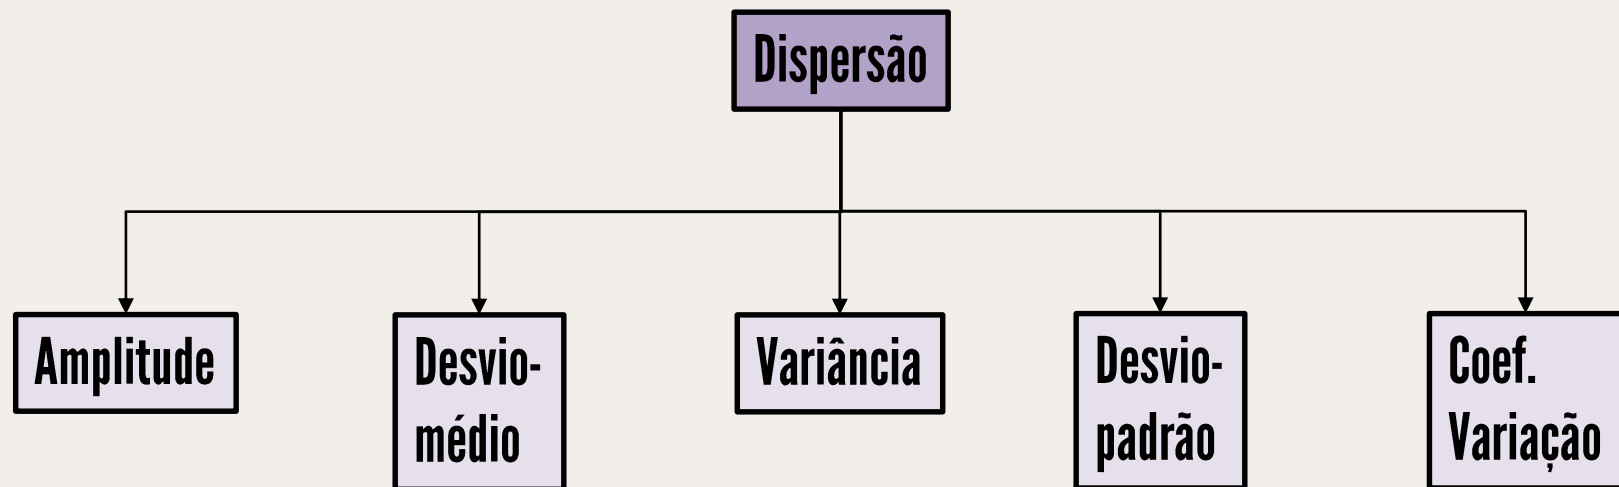 Dispersão
Amplitude
Desvio-
médio
Variância
Desvio-
padrão
Coef.
Variação